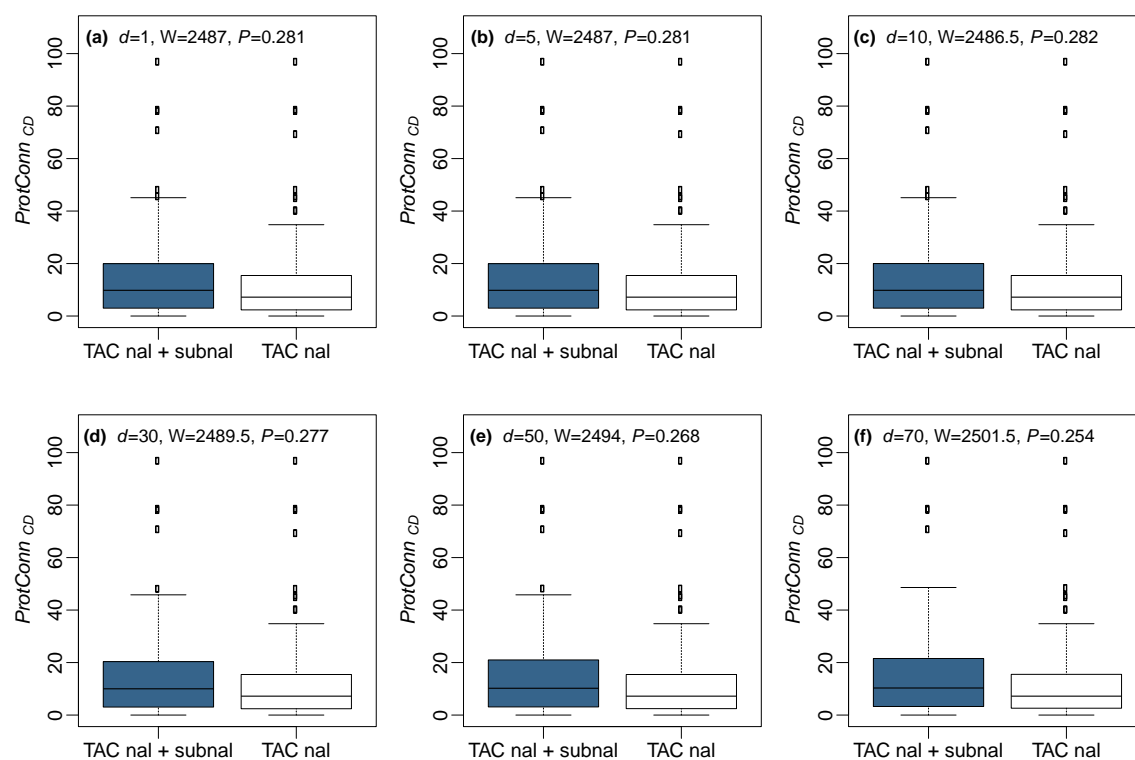 (a) d=1, W=2487, P=0.281
(b) d=5, W=2487, P=0.281
(c) d=10, W=2486.5, P=0.282
ProtConn CD
0 20 40 60 80 100
TAC nal + subnal TAC nal
ProtConn CD
0 20 40 60 80 100
TAC nal + subnal TAC nal
ProtConn CD
0 20 40 60 80 100
TAC nal + subnal TAC nal
(d) d=30, W=2489.5, P=0.277
(e) d=50, W=2494, P=0.268
(f) d=70, W=2501.5, P=0.254
ProtConn CD
0 20 40 60 80 100
TAC nal + subnal TAC nal
ProtConn CD
0 20 40 60 80 100
TAC nal + subnal TAC nal
ProtConn CD
0 20 40 60 80 100
TAC nal + subnal TAC nal